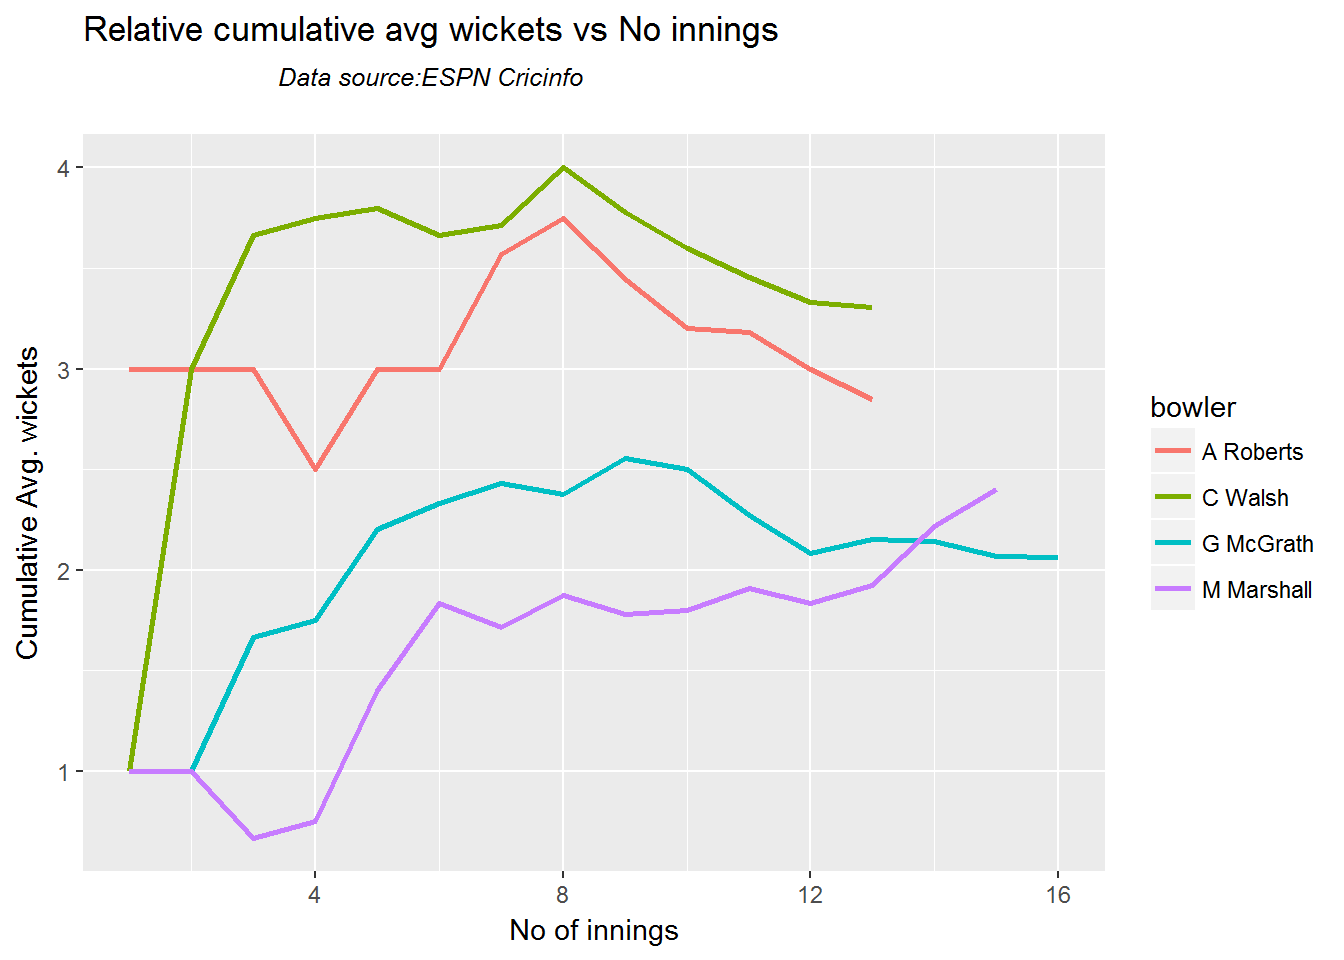 Relative cumulative avg wickets vs No innings
Data source:ESPN Cricinfo
Cumulative Avg. wickets
4
3
2
1
4
8
12
16
No of innings
bowler
A Roberts
C Walsh
G McGrath
M Marshall